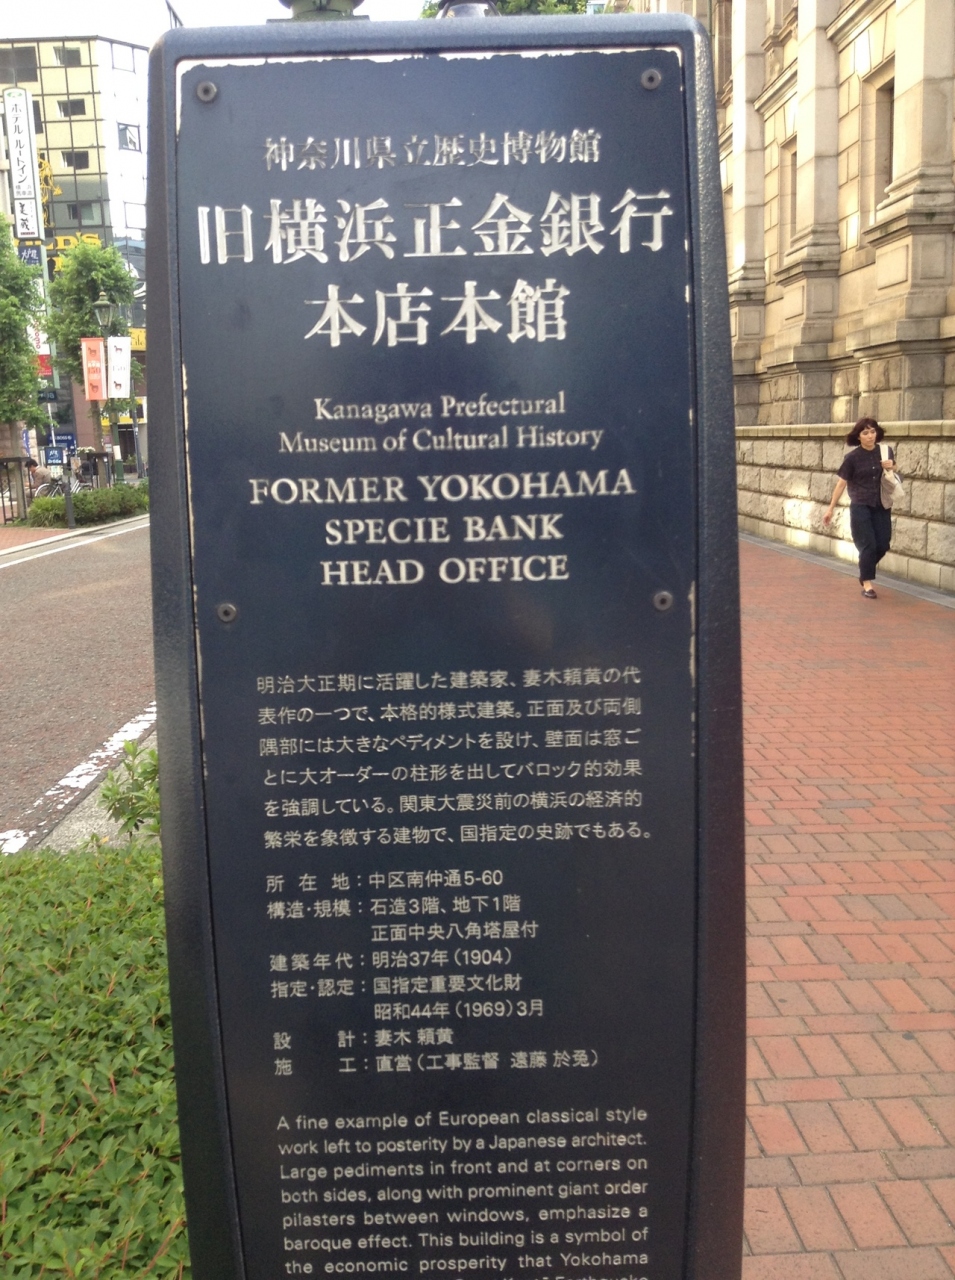 神奈川県立歴史博物館
旧横浜正金銀行
本店本館
Kanagawa Prefectural
Museum of Cultural History
FORMER YOKOHAMA
SPECIE BANK
HEAD OFFICE
明治大正期に活躍した建築家、妻木頼黄の代
表作の一つで、本格的様式建築。正面及び両側
隅部には大きなペディメントを設け、壁面は窓ご
とに大オーダーの柱形を出してバロック的効果
を強調している。関東大震災前の横浜の経済的
繁栄を象徴する建物で、国指定の史跡でもある。
所在地：中区南仲通5-60
構造・規模：石造3階、地下1階
正面中央八角塔屋付
建築年代：明治37年（1904）
指定・認定：国指定重要文化財
昭和44年（1969）3月
設計：妻木 頼黄
施工：直営（工事監督 遠藤 於菟）
A fine example of European classical style
work left to posterity by a Japanese architect.
Large pediments in front and at corners on
both sides, along with prominent giant order
pilasters between windows, emphasize a
baroque effect. This building is a symbol of
the economic prosperity that Yokohama
ホテルルートイン